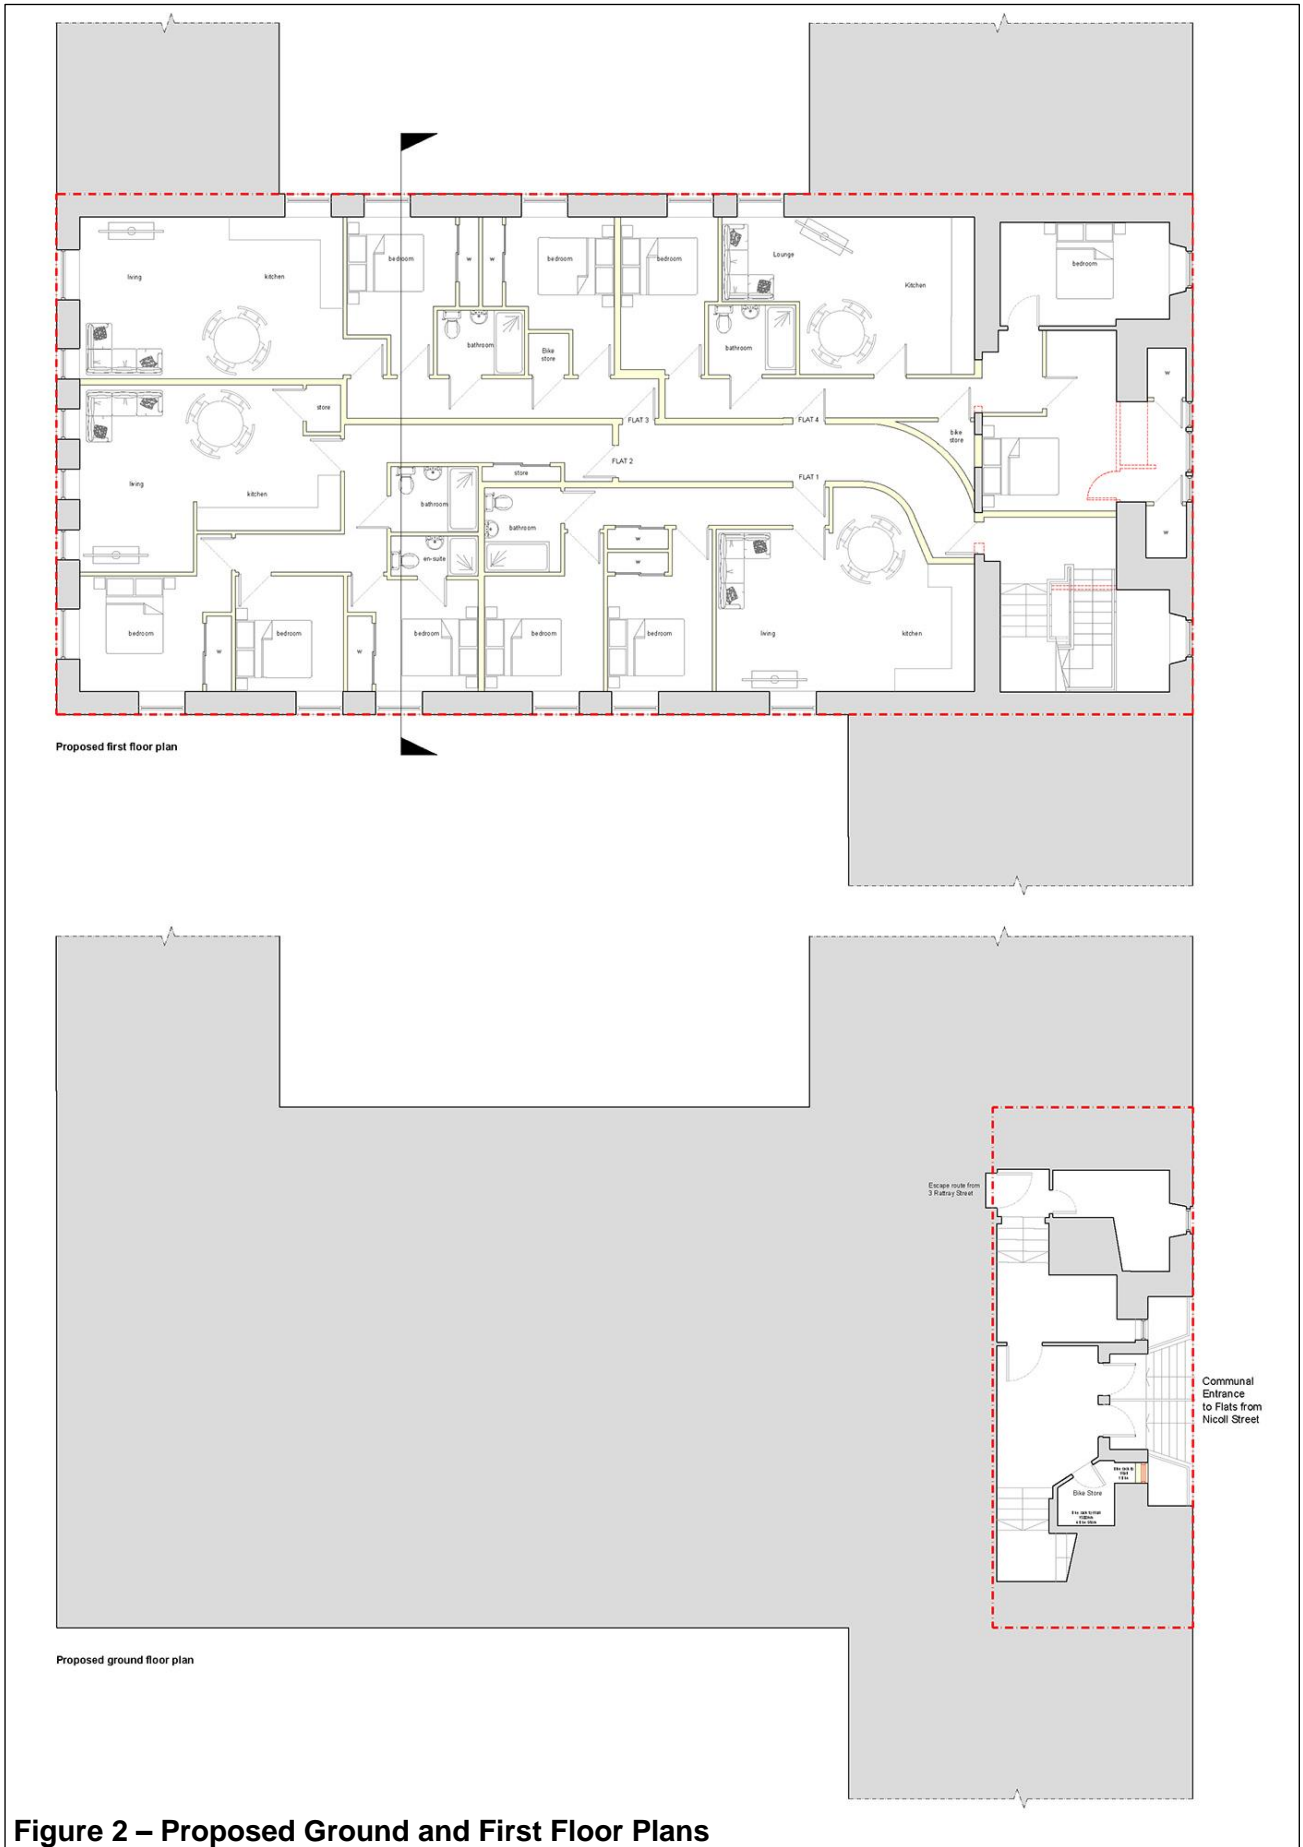 bedroom
w
w
bedroom
bedroom
Lounge
bedroom
living
kitchen
Kitchen
bathroom
Bike
store
bathroom
w
store
FLAT 3
FLAT 4
bike
store
FLAT 2
store
FLAT 1
living
kitchen
bathroom
bathroom
w
w
w
en-suite
bedroom
w
bedroom
w
bedroom
bedroom
bedroom
living
kitchen
Proposed first floor plan
Escape route from
3 Rattray Street
Communal
Entrance
to Flats from
Nicoll Street
Bike Store
Proposed ground floor plan
Figure 2 – Proposed Ground and First Floor Plans